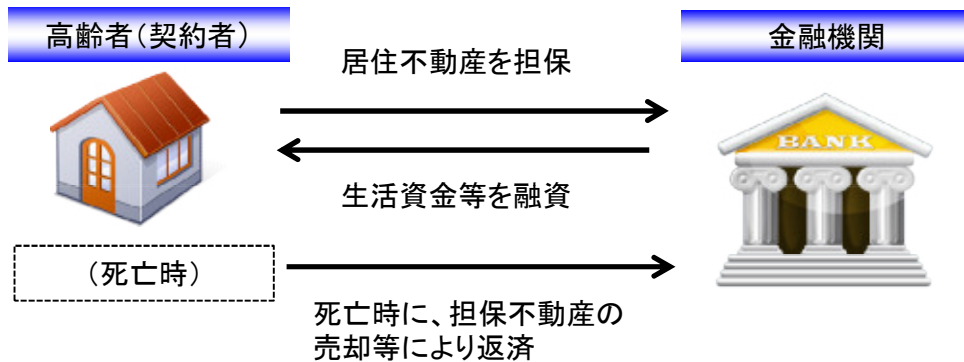 高齢者（契約者）
金融機関
居住不動産を担保
BANK
生活資金等を融資
（死亡時）
死亡時に、担保不動産の
売却等により返済